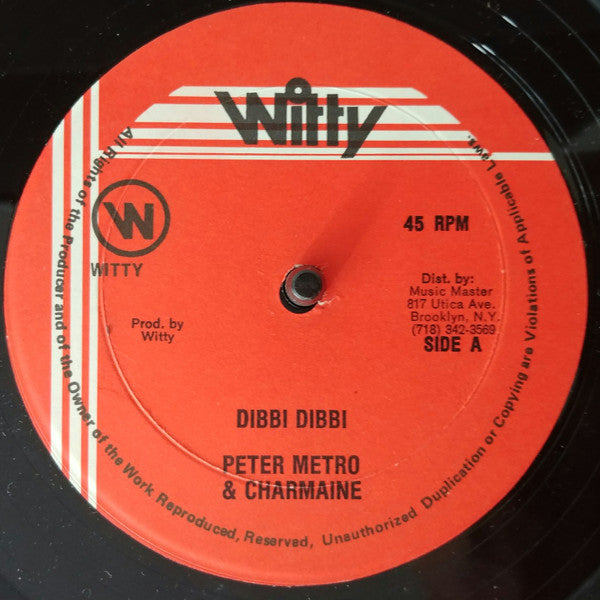 Witty
W
WITTY
45 RPM
Dist. by:
Music Master
817 Utica Ave.
Brooklyn, N.Y.
(718) 342-3569
SIDE A
Prod. by
Witty
DIBBI DIBBI
PETER METRO
& CHARMAINE
All Rights of the Producer and of the Owner of the Work Reproduced, Reserved, Unauthorized Duplication or Copying are Violations of Applicable Laws.